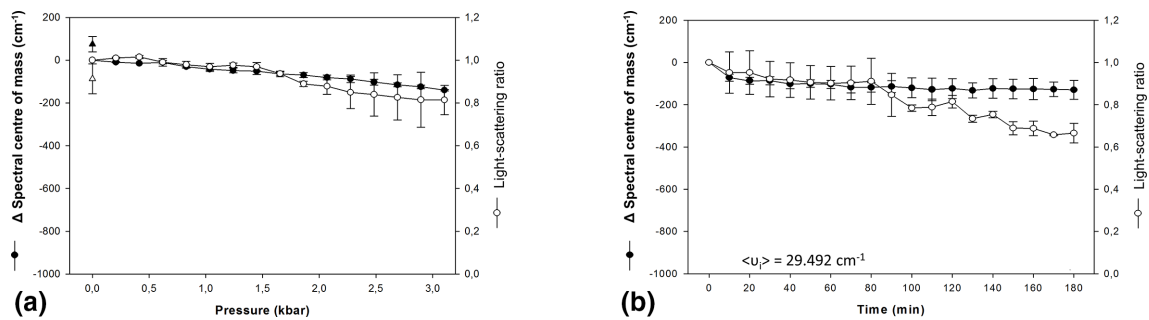 200
0
-200
-400
-600
-800
-1000
Δ Spectral centre of mass (cm-1)
1,2
1,0
0,8
0,6
0,4
0,2
0,0
Light-scattering ratio
0,0 0,5 1,0 1,5 2,0 2,5 3,0
Pressure (kbar)
(a)
200
0
-200
-400
-600
-800
-1000
Δ Spectral centre of mass (cm-1)
1,2
1,0
0,8
0,6
0,4
0,2
0,0
Light-scattering ratio
<υi> = 29.492 cm-1
0 20 40 60 80 100 120 140 160 180
Time (min)
(b)